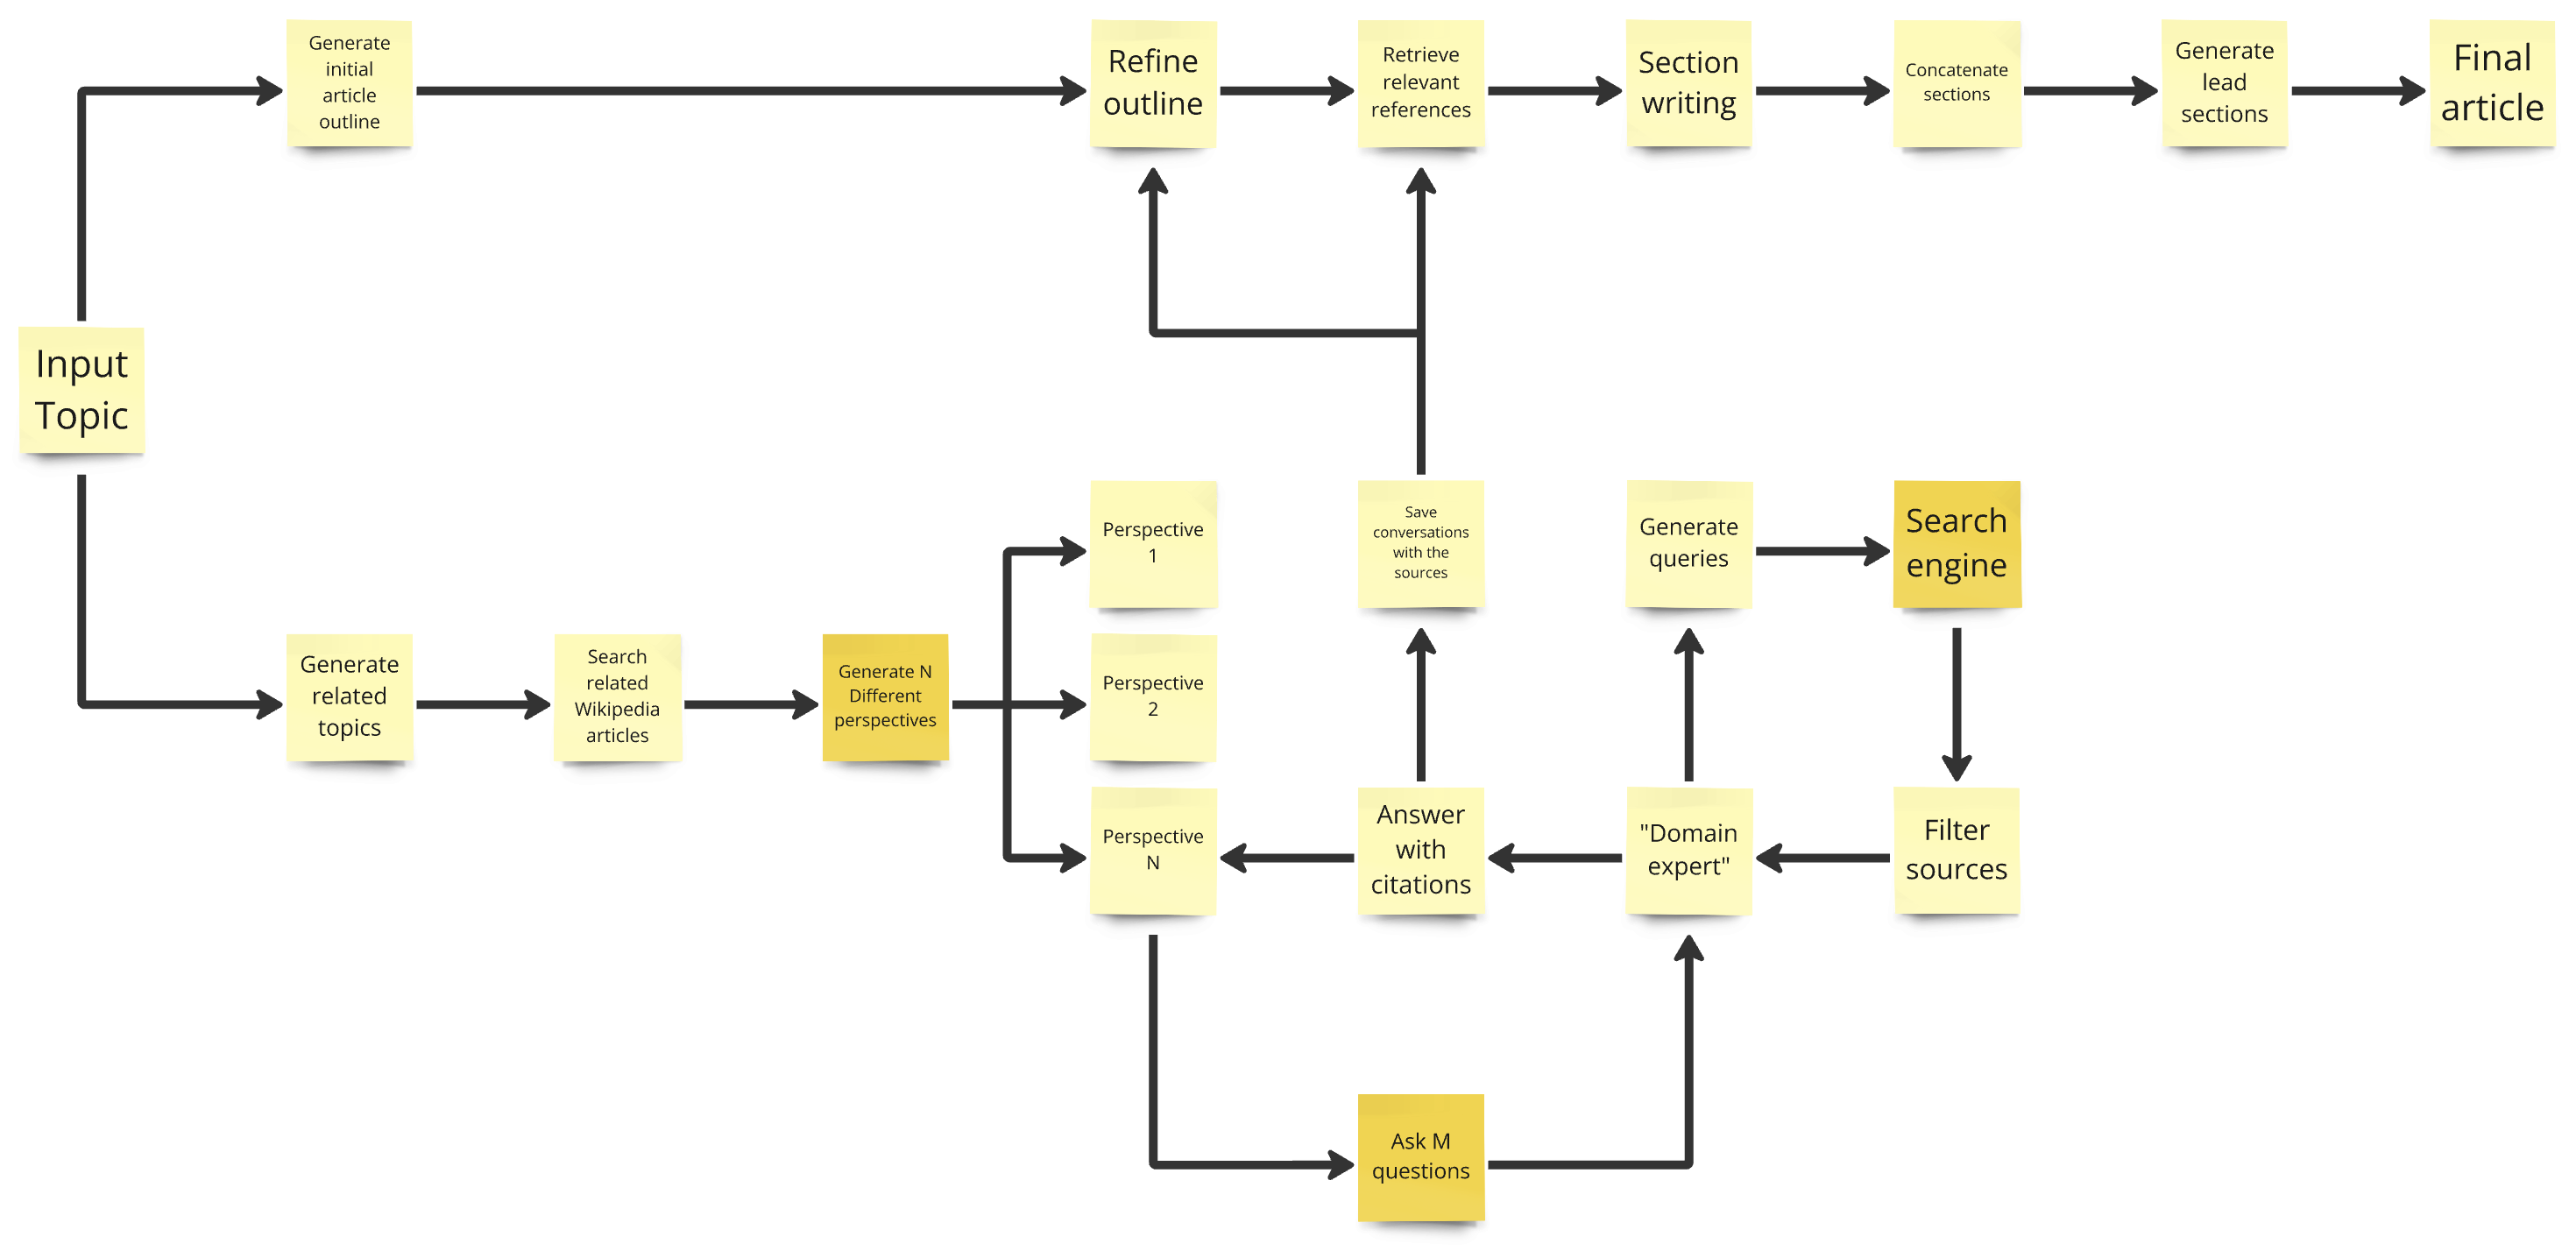 Generate
initial
article
outline
Refine
outline
Retrieve
relevant
references
Section
writing
Concatenate
sections
Generate
lead
sections
Final
article
Input
Topic
Perspective
1
Save
conversations
with the
sources
Generate
queries
Search
engine
Generate
related
topics
Search
related
Wikipedia
articles
Generate N
Different
perspectives
Perspective
2
Perspective
N
Answer
with
citations
"Domain
expert"
Filter
sources
Ask M
questions